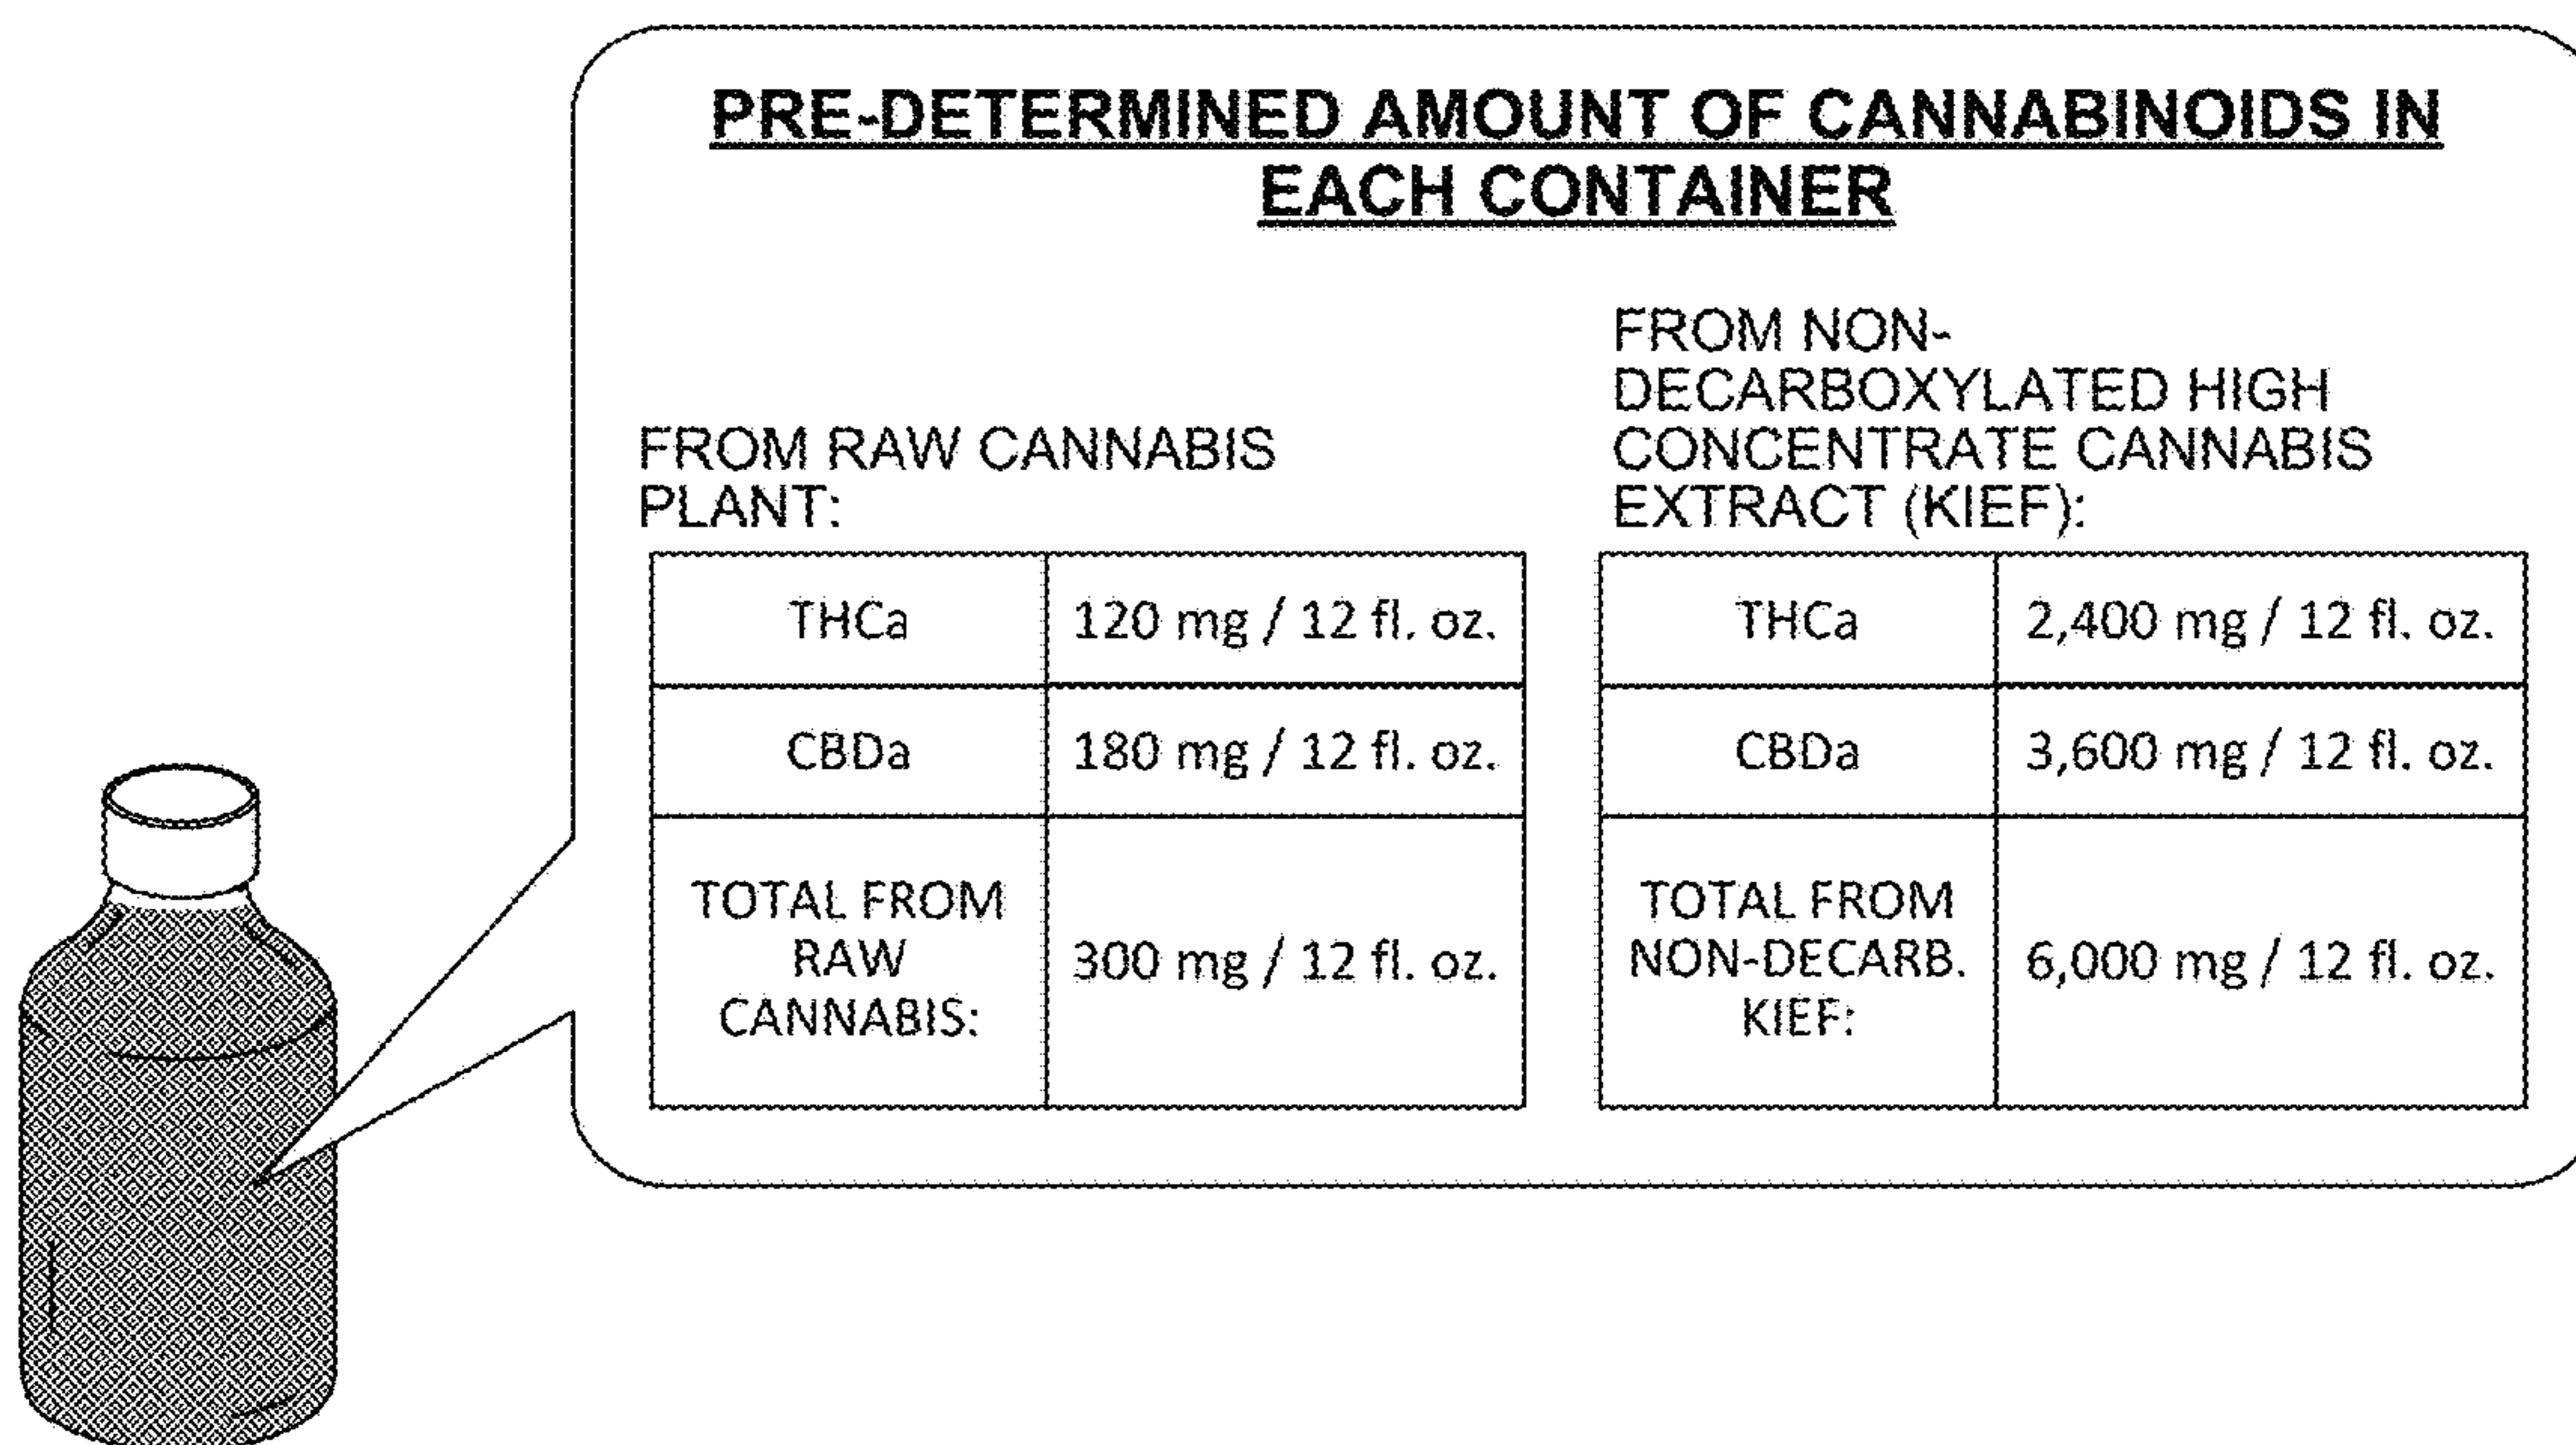 PRE-DETERMINED AMOUNT OF CANNABINOIDS IN
EACH CONTAINER
FROM RAW CANNABIS
PLANT:
THCa
120 mg / 12 fl. oz.
CBDa
180 mg / 12 fl. oz.
TOTAL FROM
RAW
CANNABIS:
300 mg / 12 fl. oz.
FROM NON-
DECARBOXYLATED HIGH
CONCENTRATE CANNABIS
EXTRACT (KIEF):
THCa
2,400 mg / 12 fl. oz.
CBDa
3,600 mg / 12 fl. oz.
TOTAL FROM
NON-DECARB.
KIEF:
6,000 mg / 12 fl. oz.